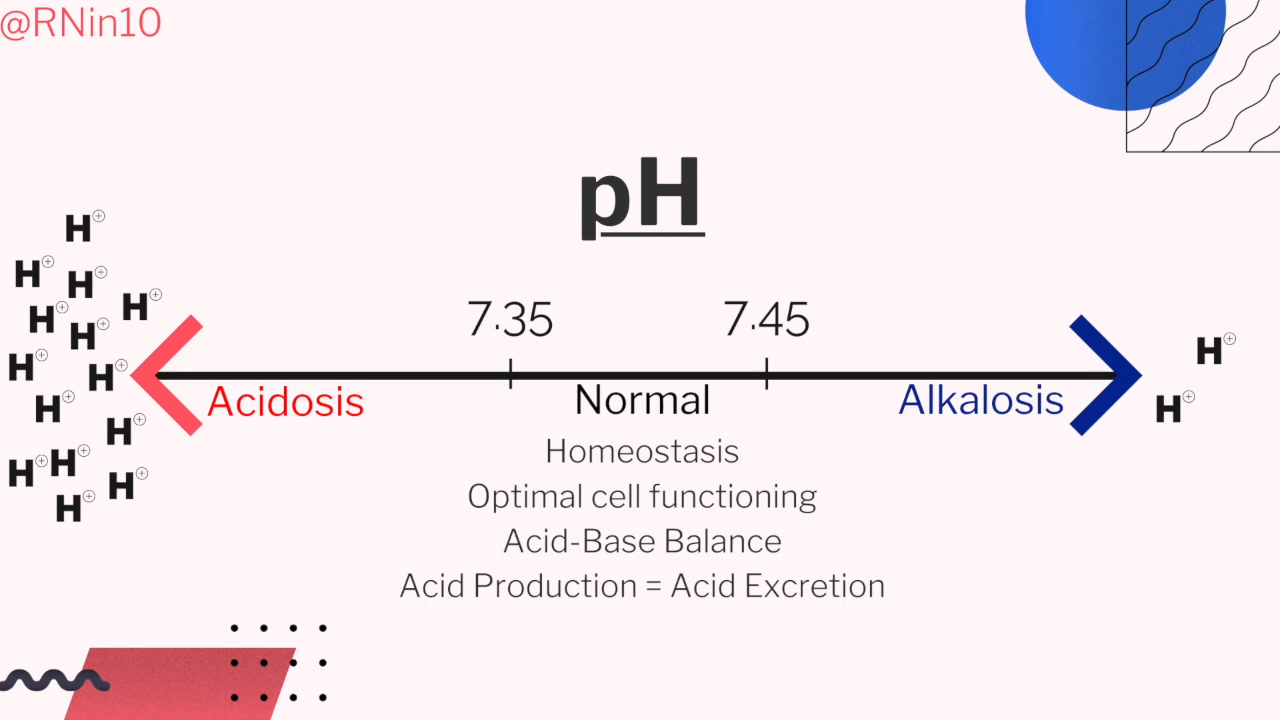 @RNin10
pH
7.35 7.45
Acidosis Normal Alkalosis
Homeostasis
Optimal cell functioning
Acid-Base Balance
Acid Production = Acid Excretion
H⊕
H⊕ H⊕
H⊕ H⊕
H⊕
H⊕ H⊕
H⊕
H⊕
H⊕ H⊕
H⊕
H⊕
H⊕
H⊕